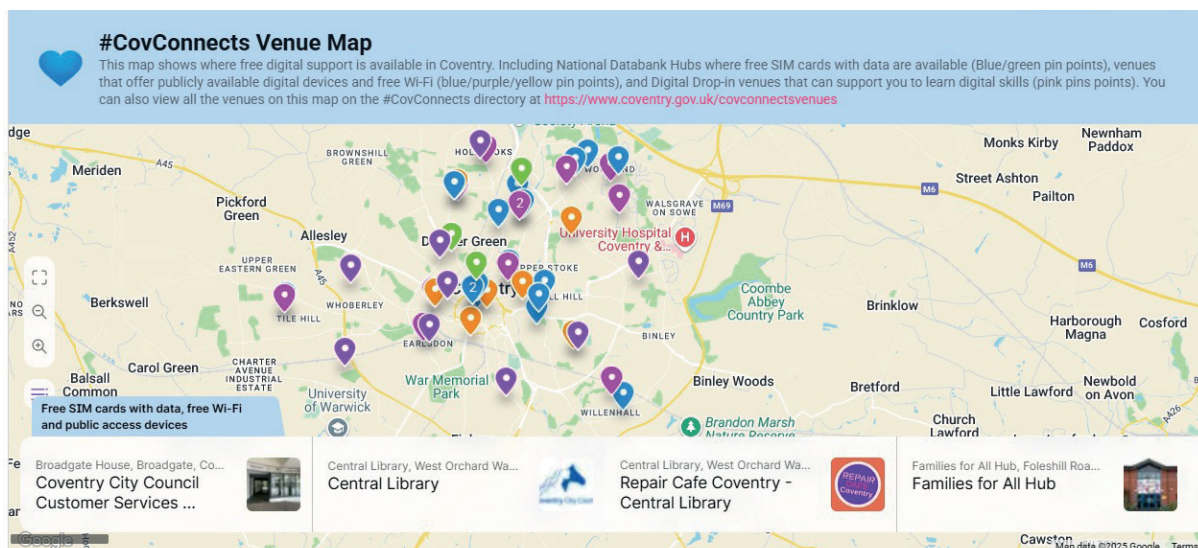 #CovConnects Venue Map
This map shows where free digital support is available in Coventry. Including National Databank Hubs where free SIM cards with data are available (Blue/green pin points), venues
that offer publicly available digital devices and free Wi-Fi (blue/purple/yellow pin points), and Digital Drop-in venues that can support you to learn digital skills (pink pins points). You
can also view all the venues on this map on the #CovConnects directory at https://www.coventry.gov.uk/covconnectsvenues
Meriden
A45
BROWNSHILL
GREEN
Monks Kirby
Newnham
Paddox
Street Ashton
Pailton
M6
M69
Pickford
Green
WALSGRAVE
ON SOWE
Allesley
University Hospital
Coventry &...
H
2
A452
UPPER
EASTERN GREEN
A45
M6
Berkswell
WHOBERLEY
TILE HILL
2
Coombe
Abbey
Country Park
Brinklow
Harborough
Magna
Cosford
EARLSDON
BINLEY
Carol Green
CHARTER
AVENUE
INDUSTRIAL
ESTATE
Balsall
Common
University
of Warwick
War Memorial
Park
Binley Woods
Bretford
Little Lawford
Newbold
on Avon
A426
WILLENHALL
Brandon Marsh
Nature Reserve
Church
Lawford
Free SIM cards with data, free Wi-Fi
and public access devices
Broadgate House, Broadgate, Co...
Coventry City Council
Customer Services ...
Central Library, West Orchard Wa...
Central Library
Coventry City Council
Central Library, West Orchard Wa...
Repair Cafe Coventry -
Central Library
REPAIR
CAFE
Coventry
Families for All Hub, Foleshill Roa...
Families for All Hub
Google
Cawston
Map data ©2025 Google
Terms